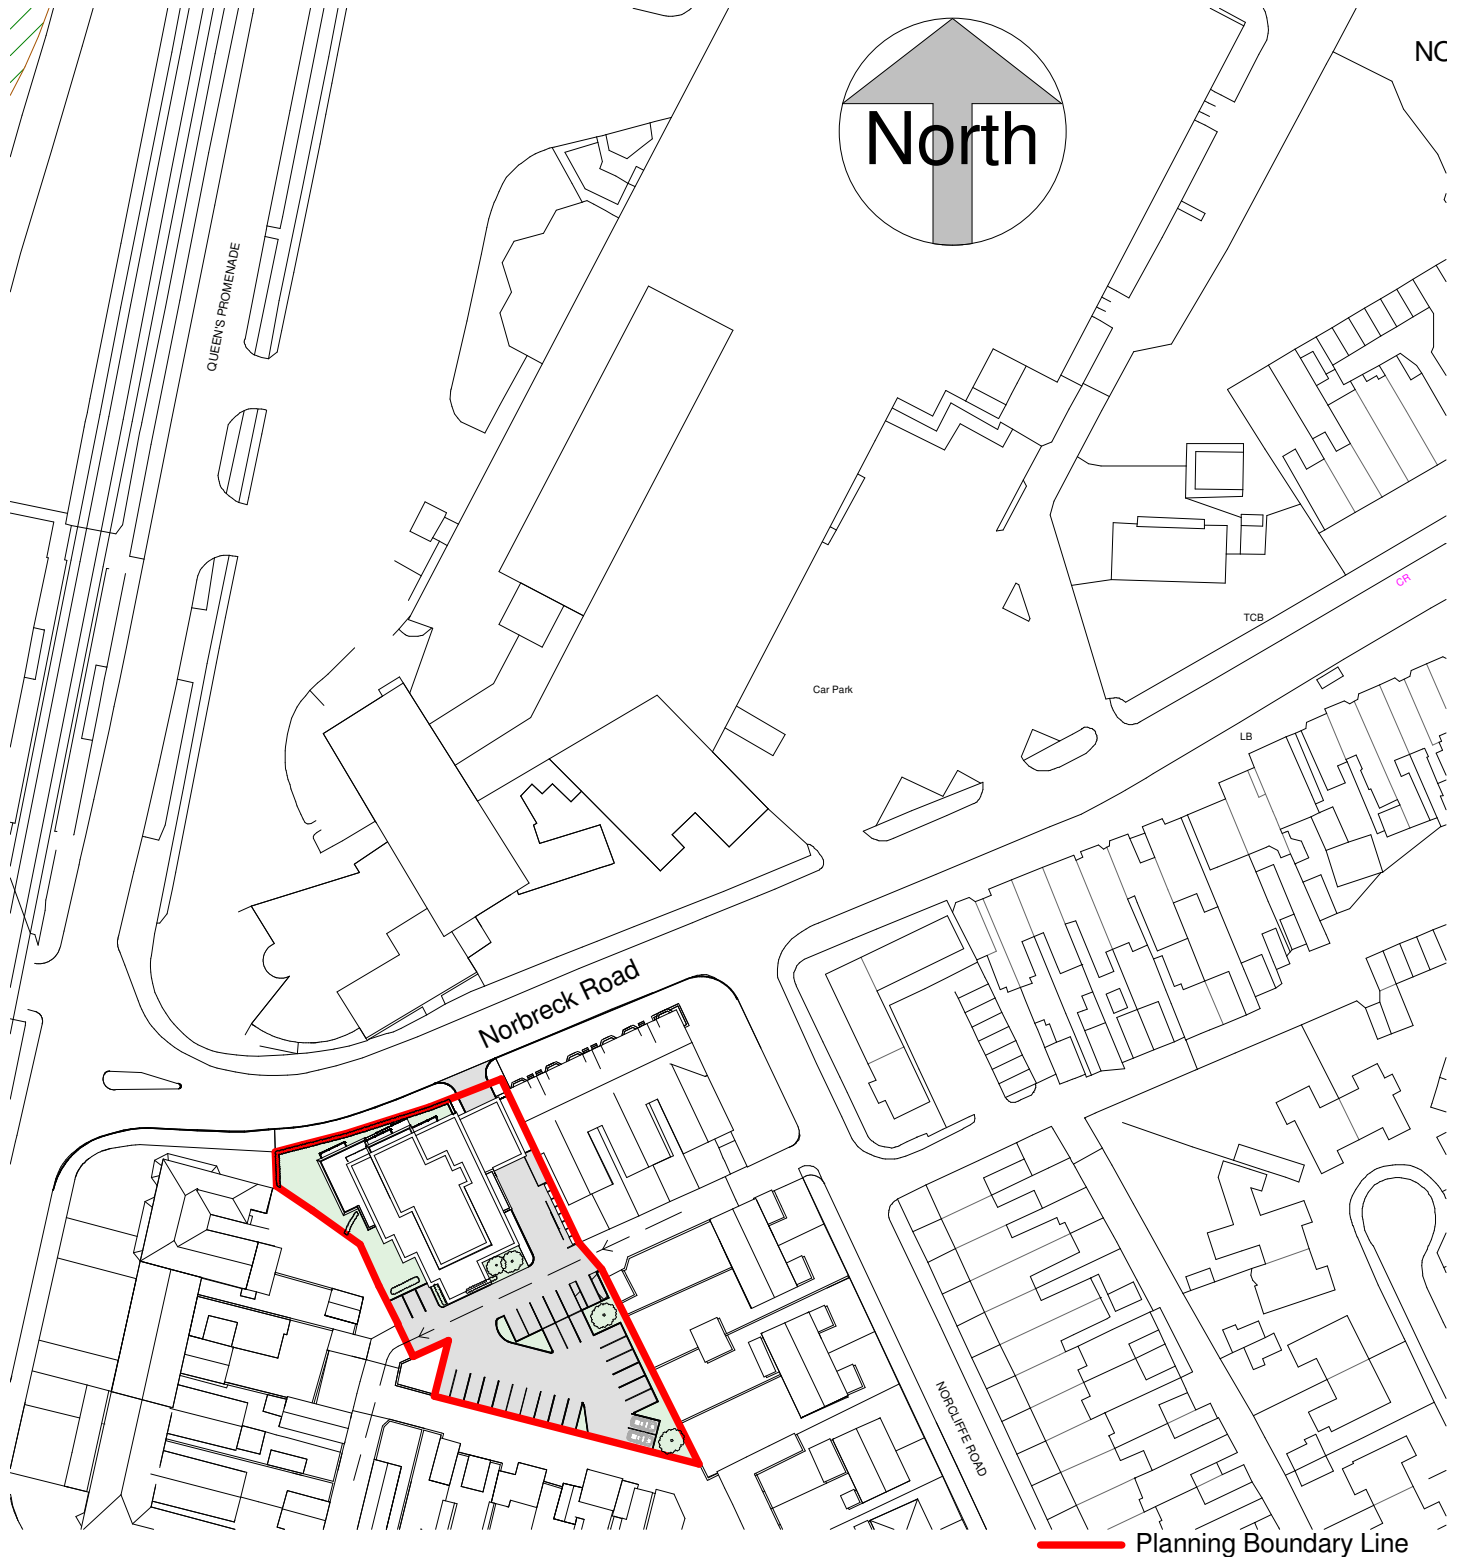 NC
North
QUEEN'S PROMENADE
CR
TCB
Car Park
LB
Norbreck Road
NORCLIFFE ROAD
Planning Boundary Line